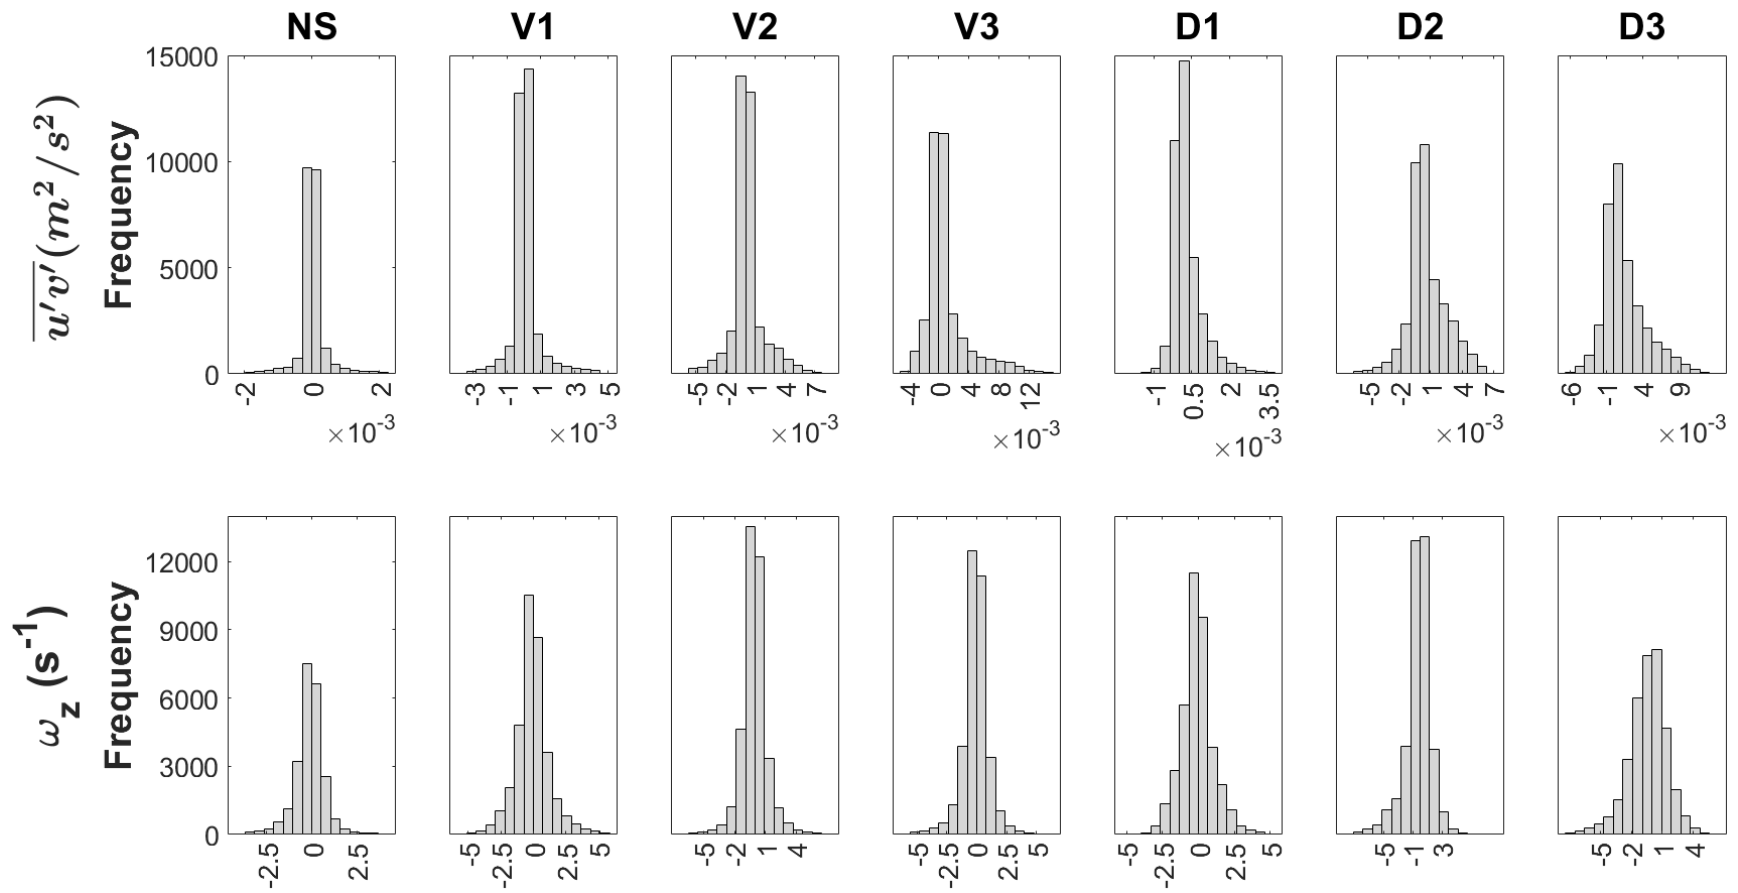 NS V1 V2 V3 D1 D2 D3
u'v' (m²/s²)
Frequency
15000
10000
5000
0
-2 0 2
-3 -1 1 3 5
-5 -2 1 4 7
-4 0 4 8 12
-1 0.5 2 3.5
-5 -2 1 4 7
-6 -1 4 9
×10⁻³ ×10⁻³ ×10⁻³ ×10⁻³ ×10⁻³ ×10⁻³ ×10⁻³
ω_z (s⁻¹)
Frequency
12000
9000
6000
3000
0
-2.5 0 2.5
-5 -2.5 0 2.5 5
-5 -2 1 4
-5 -2.5 0 2.5 5
-5 -2.5 0 2.5 5
-5 -1 3
-5 -2 1 4